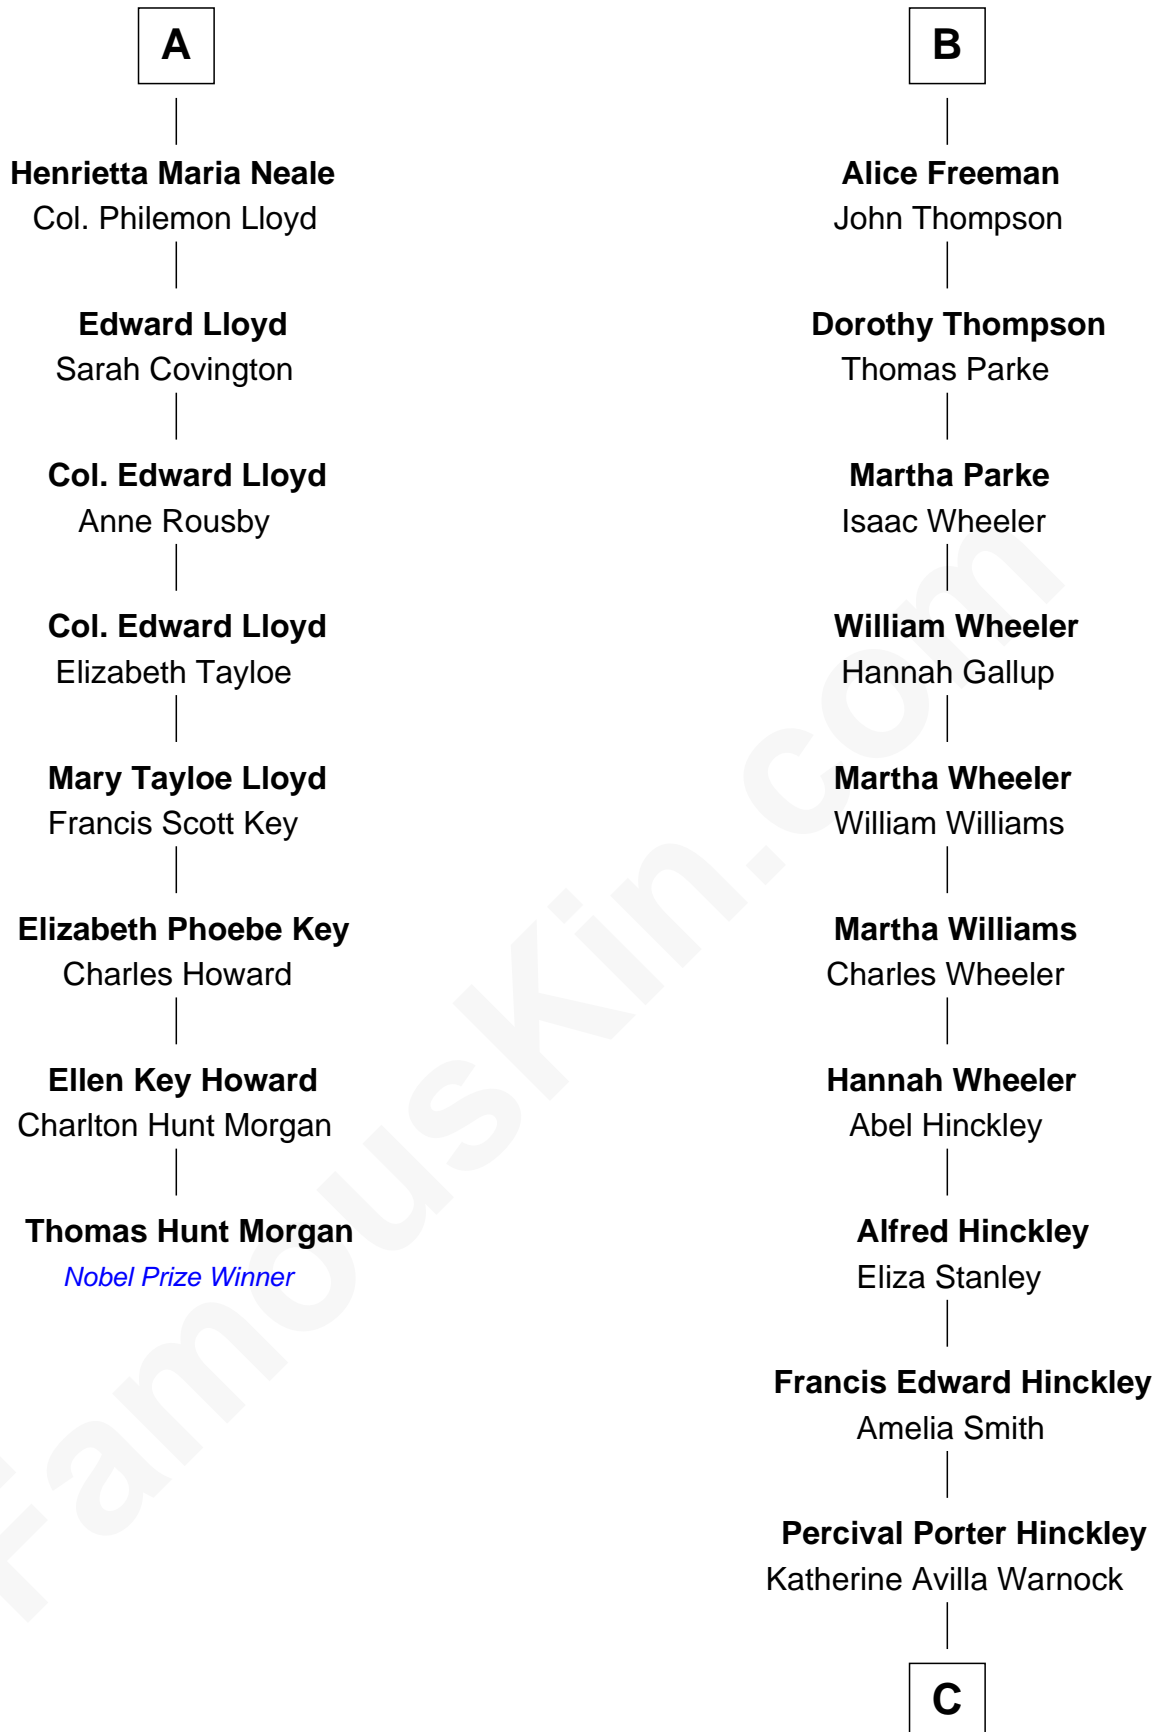 A
Henrietta Maria Neale
Col. Philemon Lloyd
Edward Lloyd
Sarah Covington
Col. Edward Lloyd
Anne Rousby
Col. Edward Lloyd
Elizabeth Tayloe
Mary Tayloe Lloyd
Francis Scott Key
Elizabeth Phoebe Key
Charles Howard
Ellen Key Howard
Charlton Hunt Morgan
Thomas Hunt Morgan
Nobel Prize Winner
B
Alice Freeman
John Thompson
Dorothy Thompson
Thomas Parke
Martha Parke
Isaac Wheeler
William Wheeler
Hannah Gallup
Martha Wheeler
William Williams
Martha Williams
Charles Wheeler
Hannah Wheeler
Abel Hinckley
Alfred Hinckley
Eliza Stanley
Francis Edward Hinckley
Amelia Smith
Percival Porter Hinckley
Katherine Avilla Warnock
C
FamousKin.com